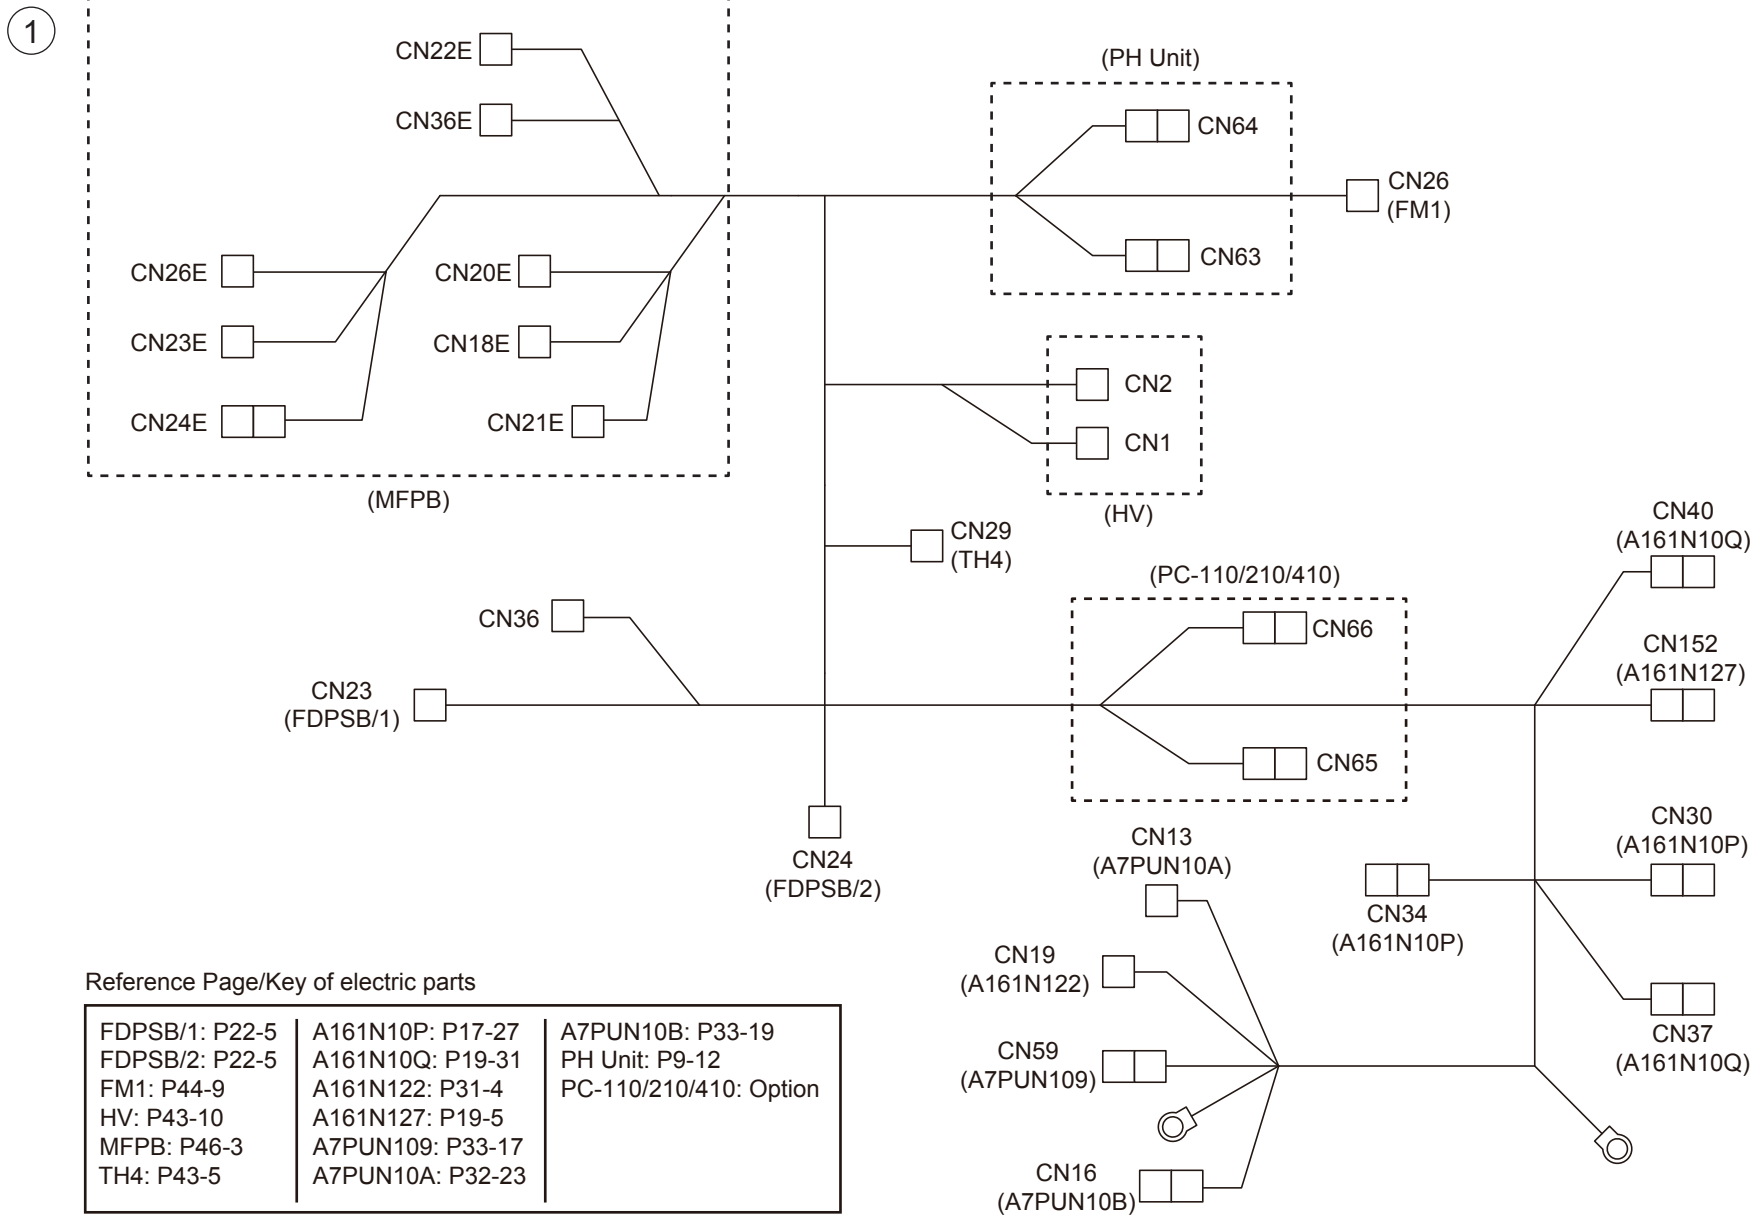 1
CN22E
(PH Unit)
CN36E
CN64
CN26
(FM1)
CN63
CN26E
CN20E
CN23E
CN18E
CN24E
CN21E
(MFPB)
CN2
CN1
(HV)
CN29
(TH4)
CN40
(A161N10Q)
(PC-110/210/410)
CN36
CN66
CN152
(A161N127)
CN23
(FDPSB/1)
CN65
CN24
(FDPSB/2)
CN13
(A7PUN10A)
CN30
(A161N10P)
CN34
(A161N10P)
CN19
(A161N122)
CN37
(A161N10Q)
CN59
(A7PUN109)
CN16
(A7PUN10B)
Reference Page/Key of electric parts
FDPSB/1: P22-5
FDPSB/2: P22-5
FM1: P44-9
HV: P43-10
MFPB: P46-3
TH4: P43-5
A161N10P: P17-27
A161N10Q: P19-31
A161N122: P31-4
A161N127: P19-5
A7PUN109: P33-17
A7PUN10A: P32-23
A7PUN10B: P33-19
PH Unit: P9-12
PC-110/210/410: Option